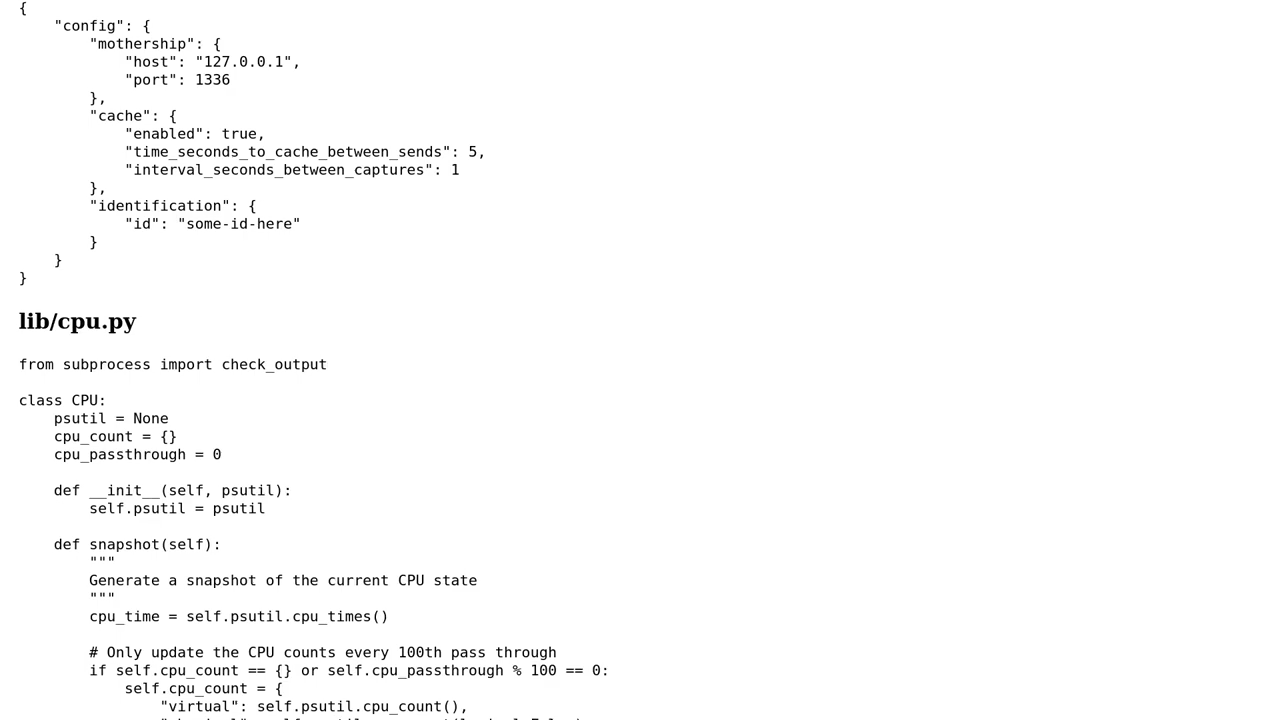 {
    "config": {
        "mothership": {
            "host": "127.0.0.1",
            "port": 1336
        },
        "cache": {
            "enabled": true,
            "time_seconds_to_cache_between_sends": 5,
            "interval_seconds_between_captures": 1
        },
        "identification": {
            "id": "some-id-here"
        }
    }
}
lib/cpu.py
from subprocess import check_output
class CPU:
    psutil = None
    cpu_count = {}
    cpu_passthrough = 0
    def __init__(self, psutil):
        self.psutil = psutil
    def snapshot(self):
        """
        Generate a snapshot of the current CPU state
        """
        cpu_time = self.psutil.cpu_times()
        # Only update the CPU counts every 100th pass through
        if self.cpu_count == {} or self.cpu_passthrough % 100 == 0:
            self.cpu_count = {
                "virtual": self.psutil.cpu_count(),